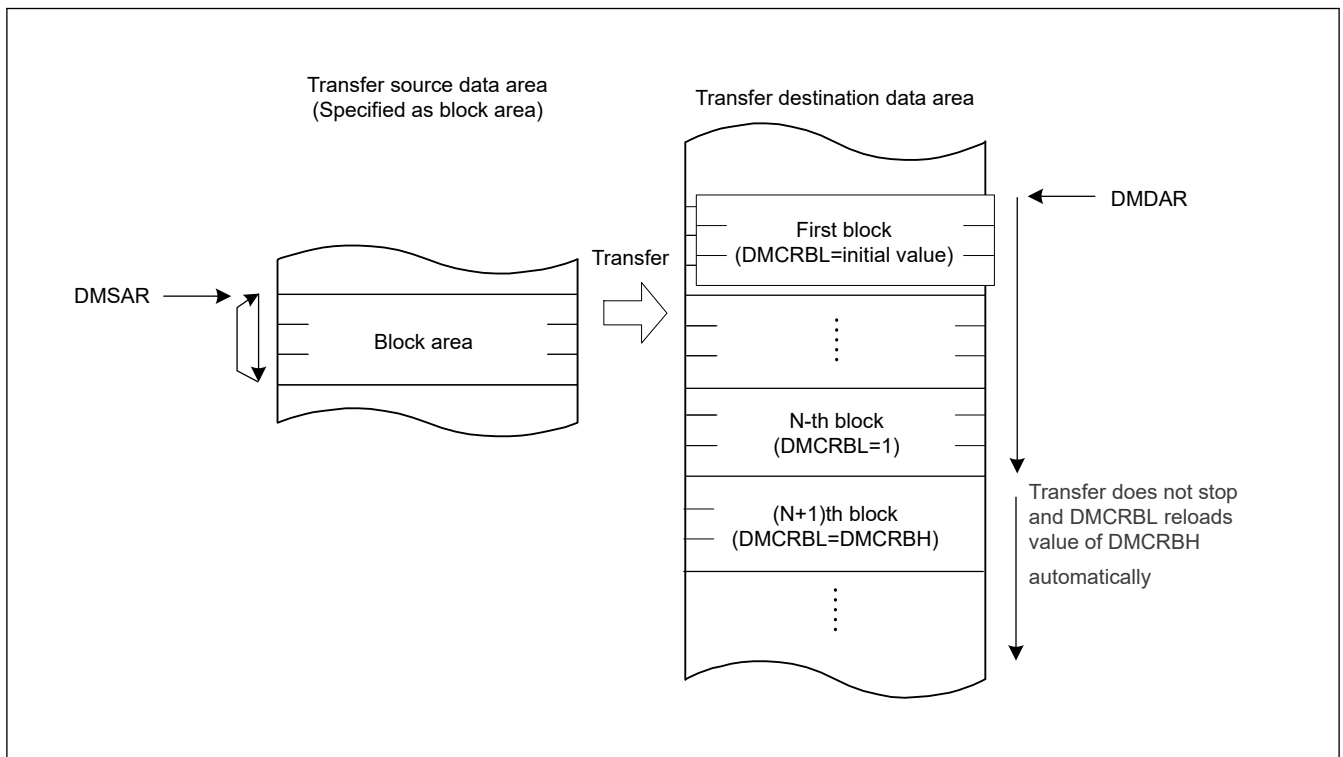 Transfer source data area
(Specified as block area)
Transfer destination data area
DMDAR
First block
(DMCRBL=initial value)
Transfer
DMSAR
Block area
N-th block
(DMCRBL=1)
(N+1)th block
(DMCRBL=DMCRBH)
Transfer does not stop
and DMCRBL reloads
value of DMCRBH
automatically